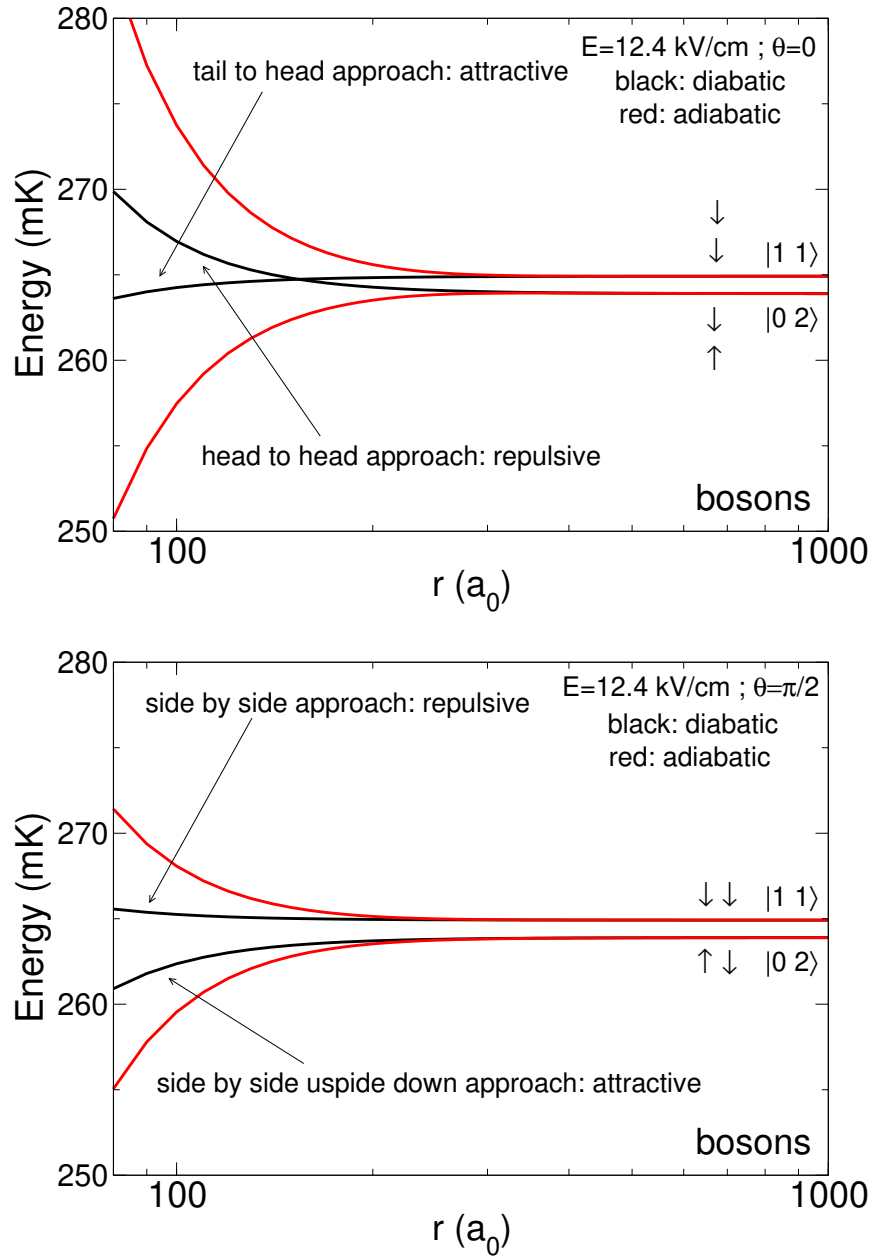 280
E=12.4 kV/cm ; θ=0
tail to head approach: attractive
black: diabatic
red: adiabatic
270
↓
↓ |1 1⟩
Energy (mK)
↓ |0 2⟩
↑
260
head to head approach: repulsive
bosons
250
100
1000
r (a0)
280
E=12.4 kV/cm ; θ=π/2
side by side approach: repulsive
black: diabatic
red: adiabatic
270
↓↓ |1 1⟩
Energy (mK)
↑↓ |0 2⟩
260
side by side uspide down approach: attractive
bosons
250
100
1000
r (a0)